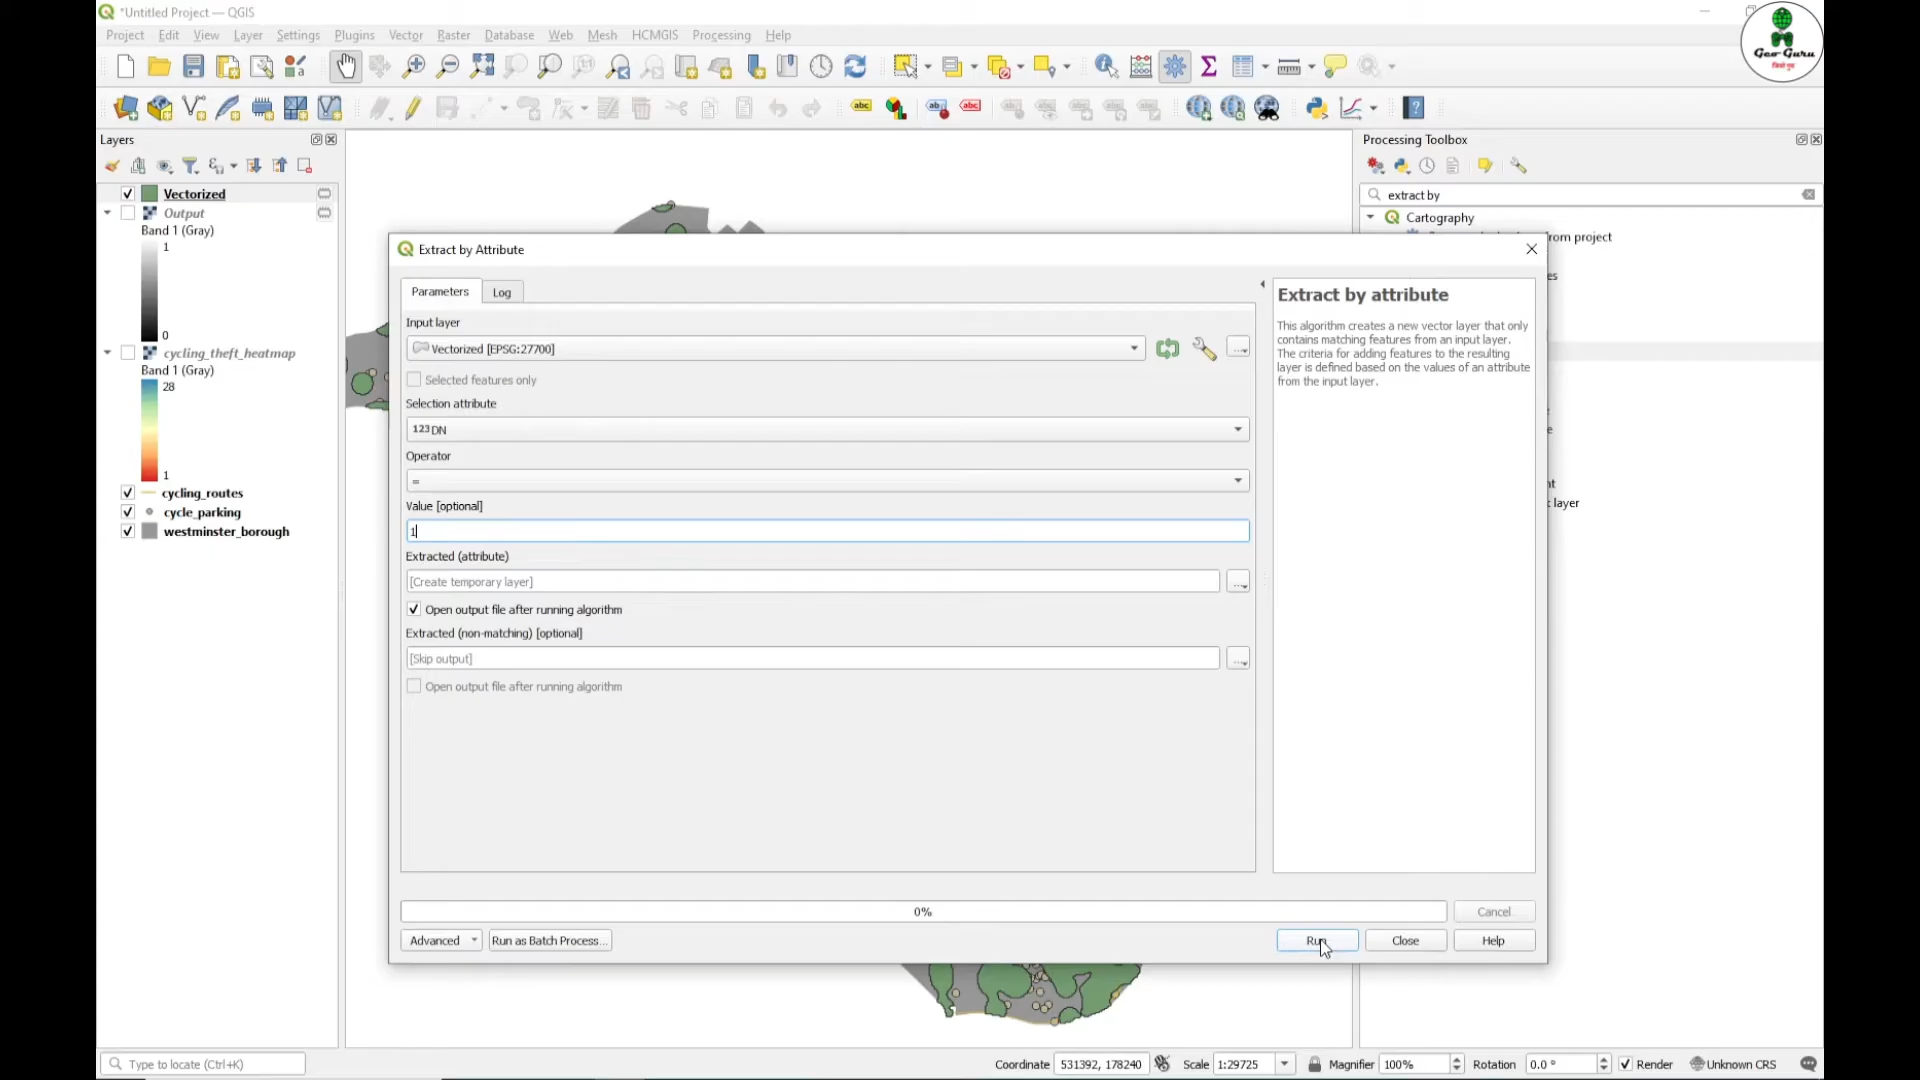 *Untitled Project — QGIS
Project Edit View Layer Settings Plugins Vector Raster Database Web Mesh HCMGIS Processing Help
Geo Guru
Layers
Processing Toolbox
Vectorized
extract by
Output
Cartography
Band 1 (Gray)
from project
1
0
cycling_theft_heatmap
Band 1 (Gray)
28
1
cycling_routes
cycle_parking
westminster_borough
t layer
Extract by Attribute
Parameters Log
Input layer
Vectorized [EPSG:27700]
Selected features only
Selection attribute
123 DN
Operator
=
Value [optional]
1
Extracted (attribute)
[Create temporary layer]
Open output file after running algorithm
Extracted (non-matching) [optional]
[Skip output]
Open output file after running algorithm
Extract by attribute
This algorithm creates a new vector layer that only
contains matching features from an input layer.
The criteria for adding features to the resulting
layer is defined based on the values of an attribute
from the input layer.
0%
Cancel
Advanced Run as Batch Process... Run Close Help
Type to locate (Ctrl+K)
Coordinate 531392, 178240 Scale 1:29725 Magnifier 100% Rotation 0.0 ° Render Unknown CRS